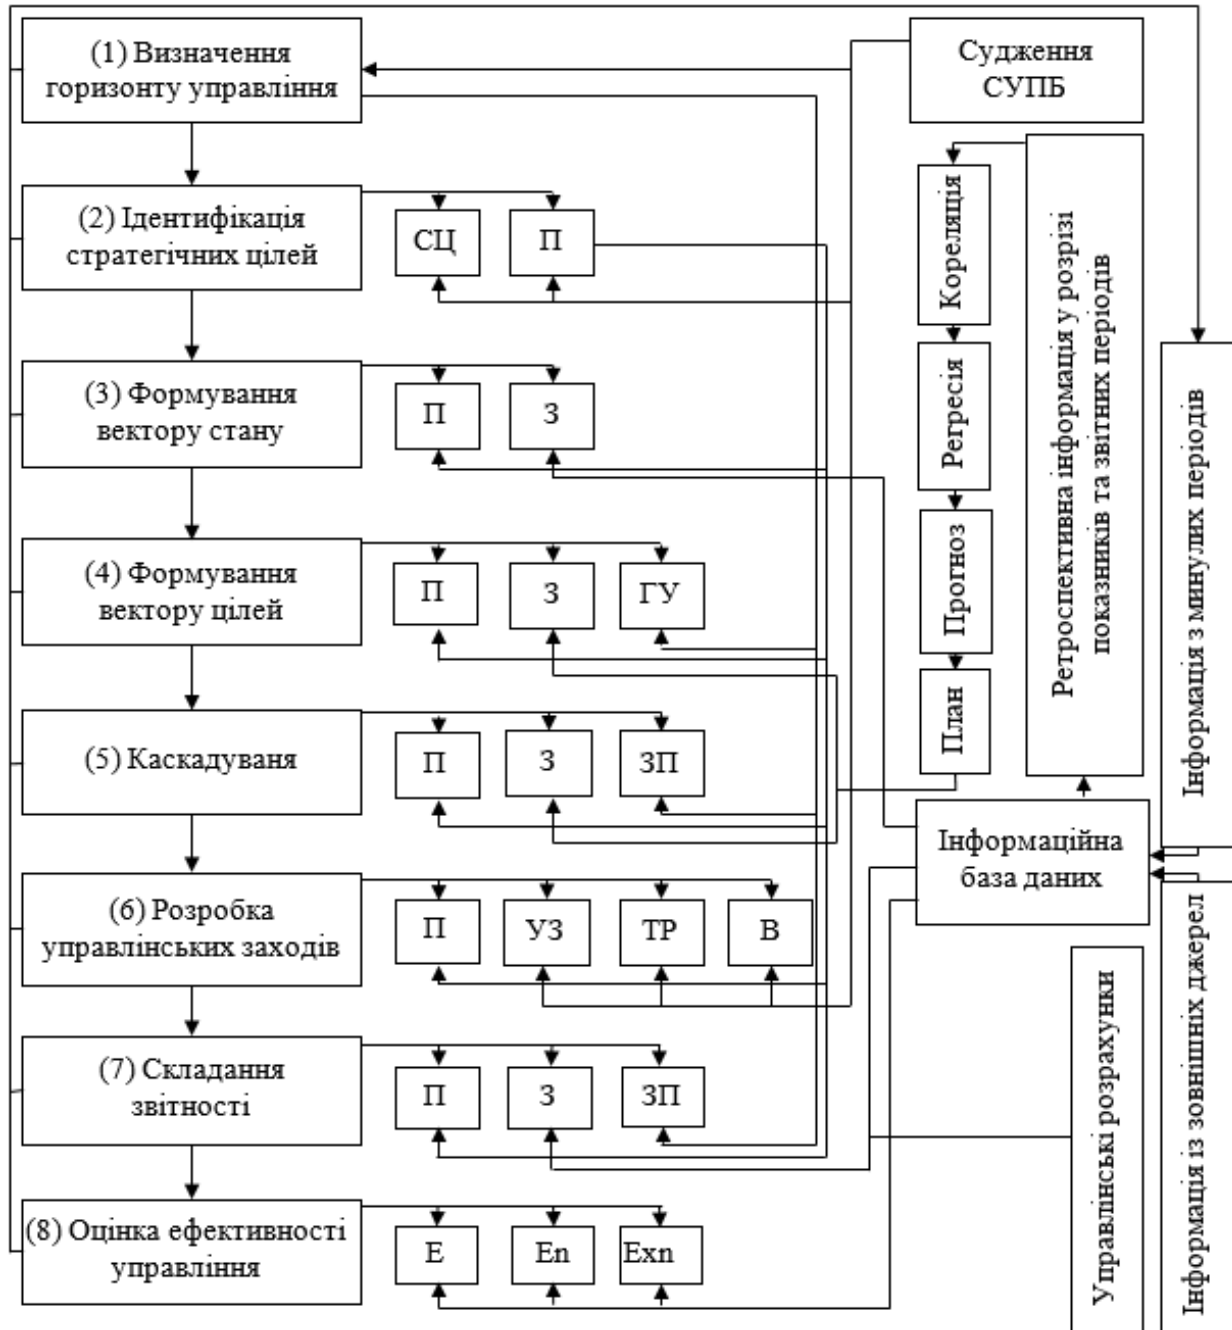 (1) Визначення
горизонту управління
Судження
СУПБ
(2) Ідентифікація
стратегічних цілей
СЦ
П
(3) Формування
вектору стану
П
З
(4) Формування
вектору цілей
П
З
ГУ
(5) Каскадуваня
П
З
ЗП
(6) Розробка
управлінських заходів
П
УЗ
ТР
В
(7) Складання
звітності
П
З
ЗП
(8) Оцінка ефективності
управління
Е
En
Exn
Кореляція
Регресія
Прогноз
План
Ретроспективна інформація у розрізі
показників та звітних періодів
Інформація з минулих періодів
Інформаційна
база даних
Управлінські розрахунки
Інформація із зовнішніх джерел